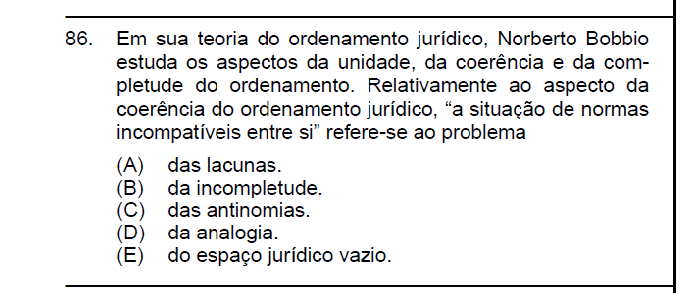 86. Em sua teoria do ordenamento jurídico, Norberto Bobbio
estuda os aspectos da unidade, da coerência e da com-
pletude do ordenamento. Relativamente ao aspecto da
coerência do ordenamento jurídico, “a situação de normas
incompatíveis entre si” refere-se ao problema
(A) das lacunas.
(B) da incompletude.
(C) das antinomias.
(D) da analogia.
(E) do espaço jurídico vazio.